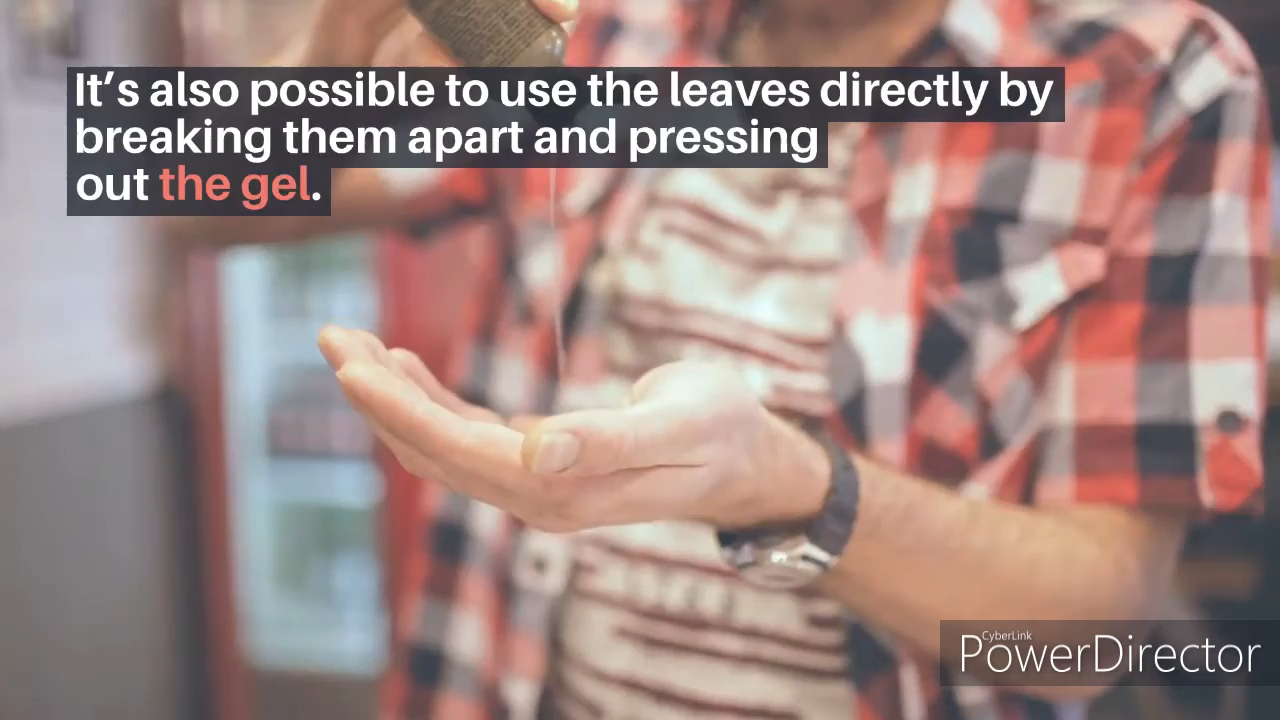 It's also possible to use the leaves directly by
breaking them apart and pressing
out the gel.
CyberLink
PowerDirector